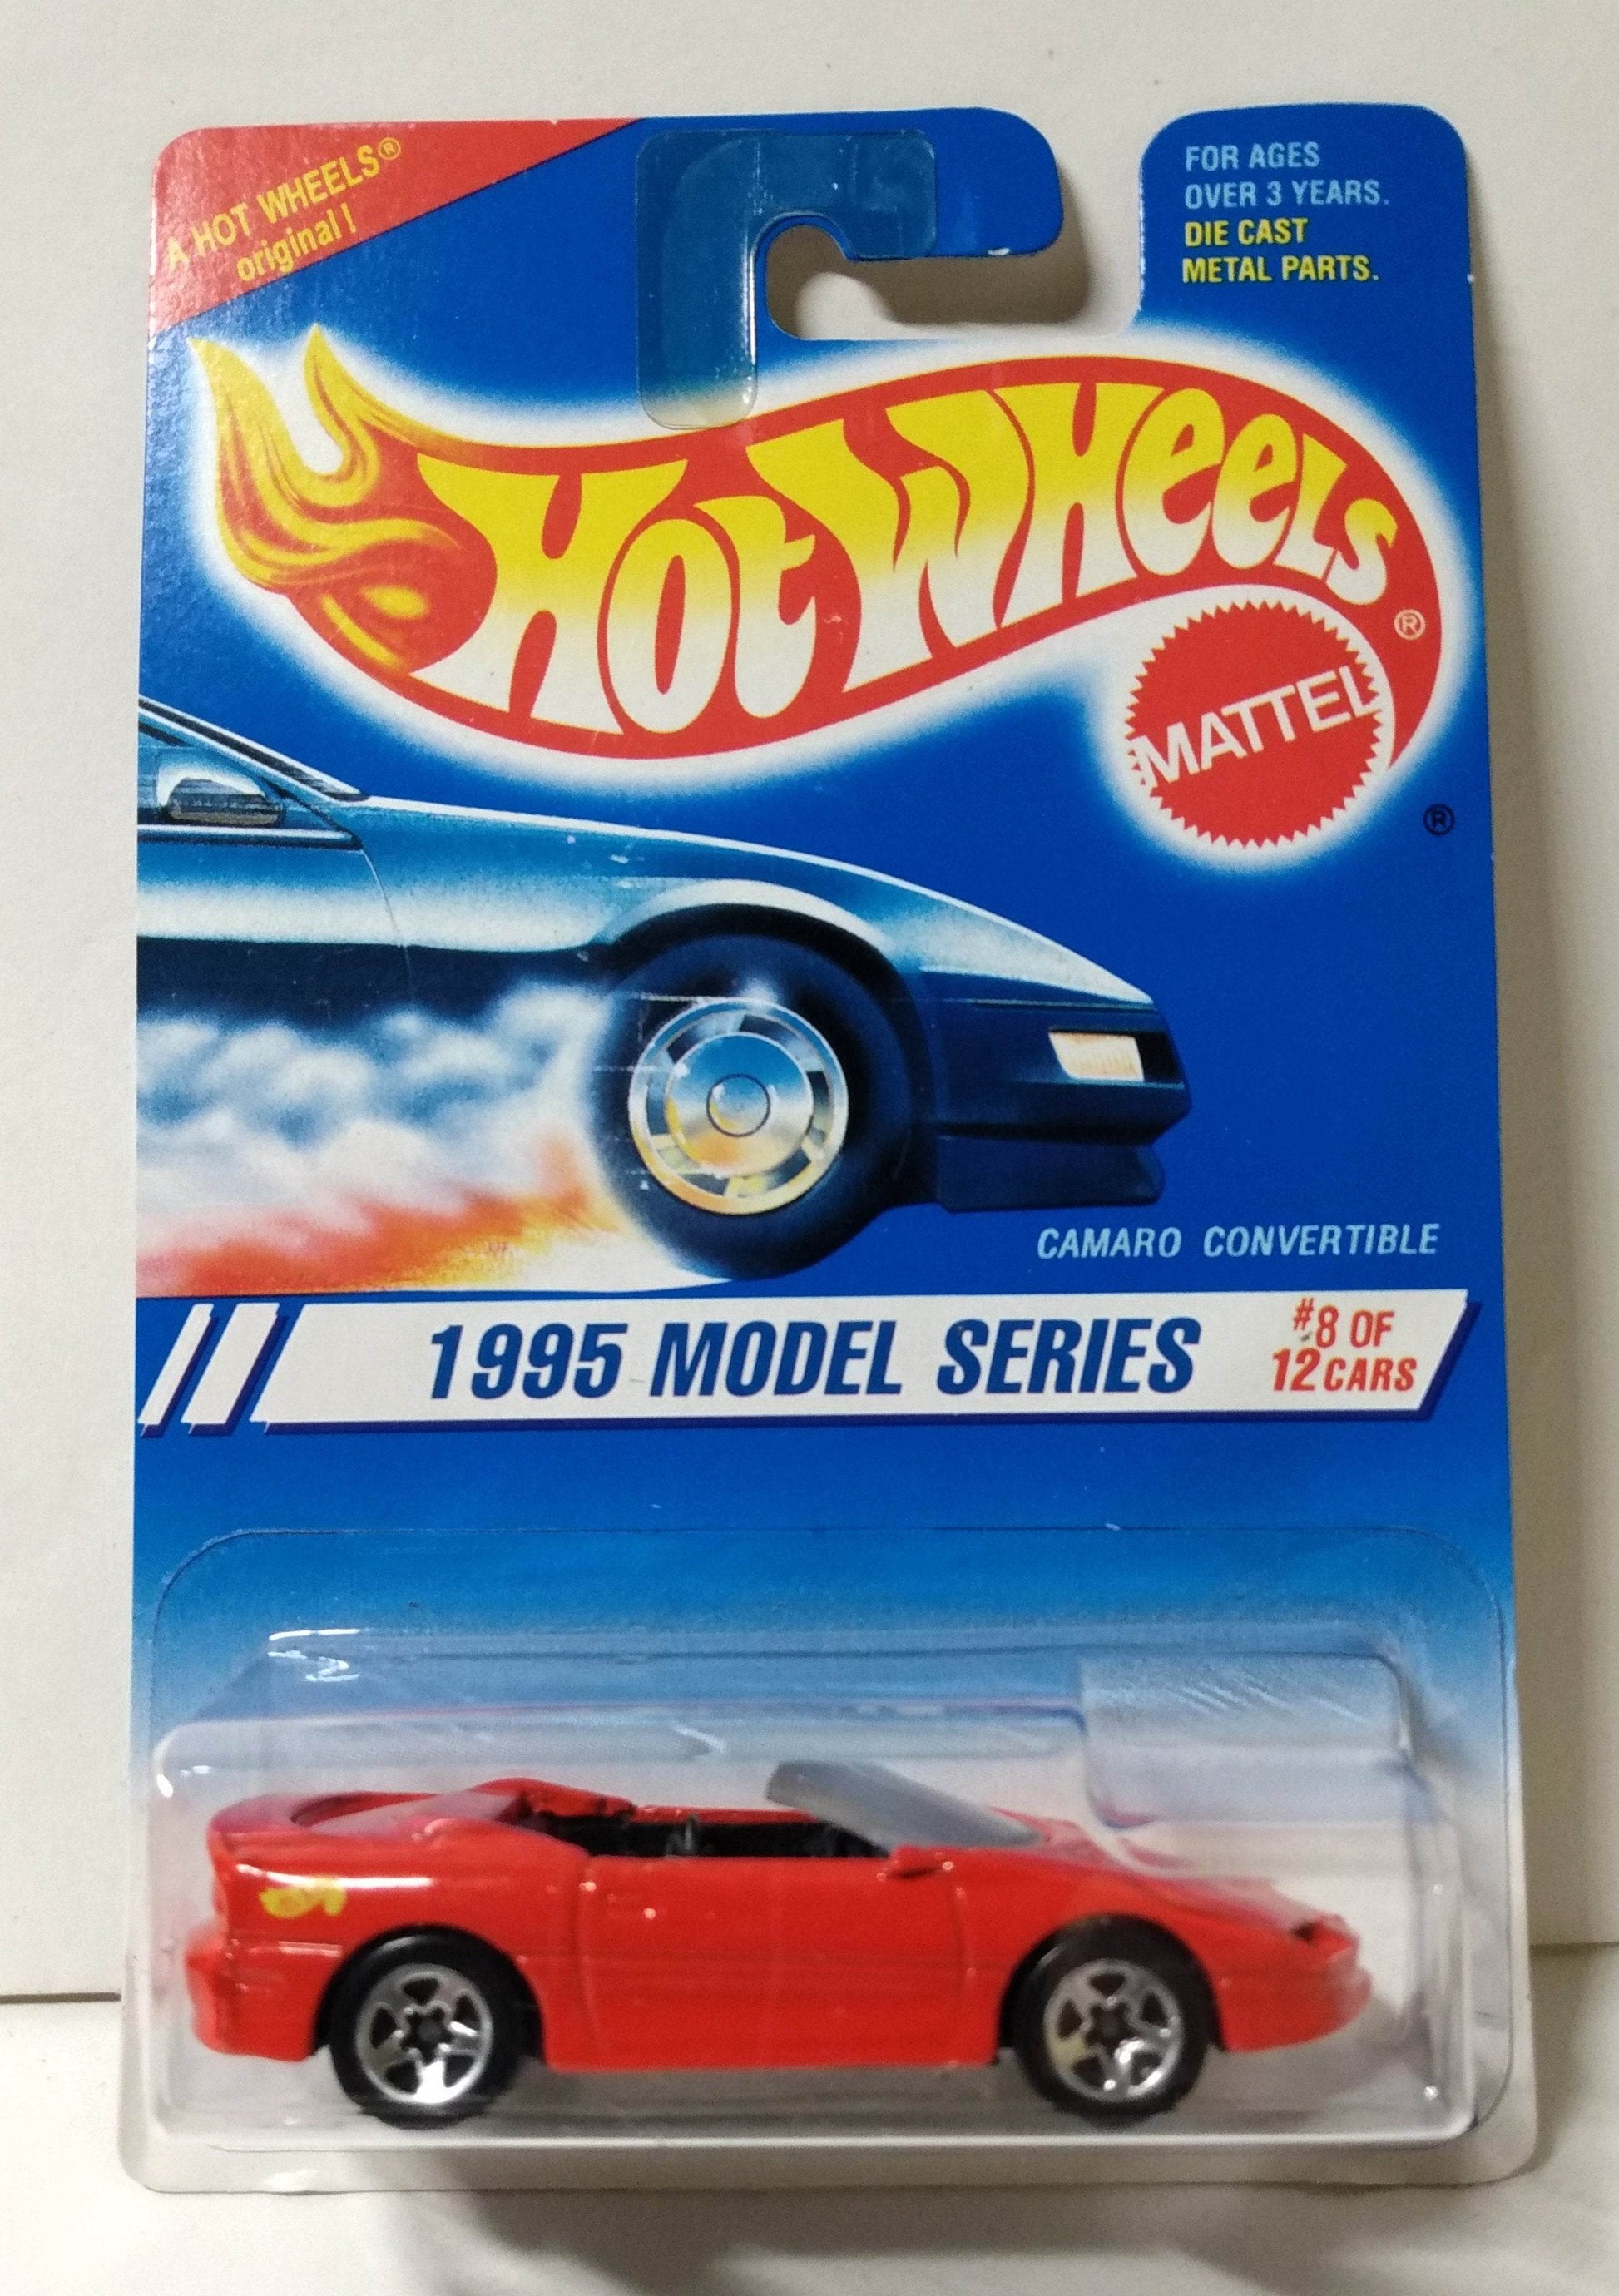 A HOT WHEELS®
original!
FOR AGES
OVER 3 YEARS.
DIE CAST
METAL PARTS.
HOT WHEELS®
MATTEL
®
CAMARO CONVERTIBLE
1995 MODEL SERIES
#8 OF
12 CARS